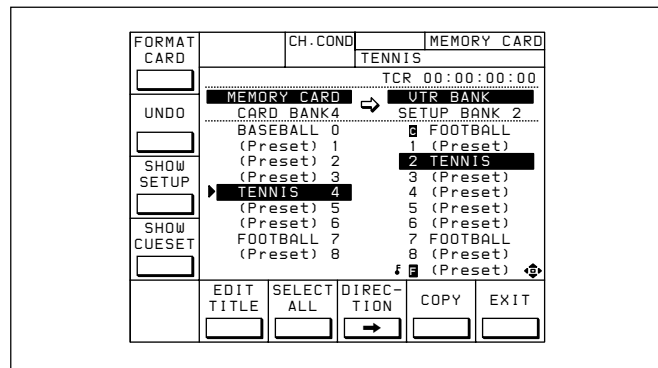 FORMAT CARD
CH.COND
MEMORY CARD
TENNIS
TCR 00:00:00:00
UNDO
MEMORY CARD
VTR BANK
CARD BANK4
SETUP BANK 2
BASEBALL 0
C FOOTBALL
(Preset) 1
1 (Preset)
SHOW SETUP
(Preset) 2
2 TENNIS
(Preset) 3
3 (Preset)
TENNIS 4
4 (Preset)
(Preset) 5
5 (Preset)
SHOW CUESET
(Preset) 6
6 (Preset)
FOOTBALL 7
7 FOOTBALL
(Preset) 8
8 (Preset)
F (Preset)
EDIT TITLE
SELECT ALL
DIREC-
TION
COPY
EXIT